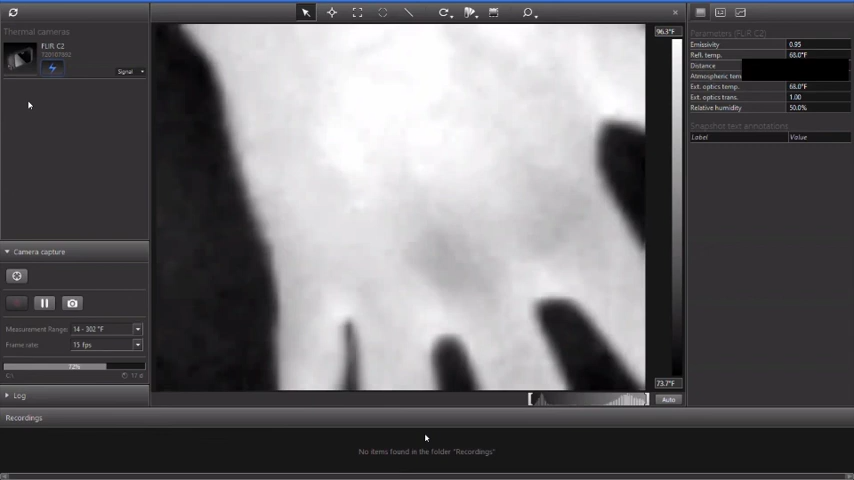 Thermal cameras
FLIR C2
Signal
Camera capture
Measurement Range: 14 - 302 °F
Frame rate: 15 fps
72%
Log
96.3°F
73.7°F
Auto
Parameters (FLIR C2)
Emissivity 0.95
Refl. temp. 68.0°F
Distance
Atmospheric tem
Ext. optics temp. 68.0°F
Ext. optics trans. 1.00
Relative humidity 50.0%
Snapshot text annotations
Label Value
Recordings
No items found in the folder "Recordings"